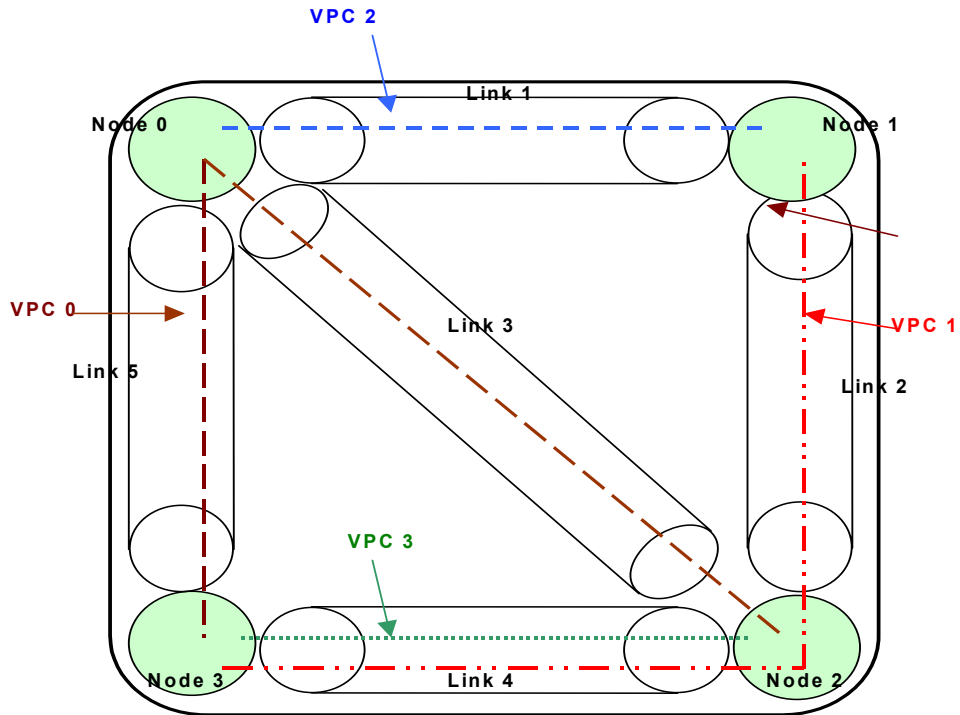 VPC 2
Link 1
Node 0
Node 1
VPC 0
Link 3
VPC 1
Link 5
Link 2
VPC 3
Node 3
Link 4
Node 2